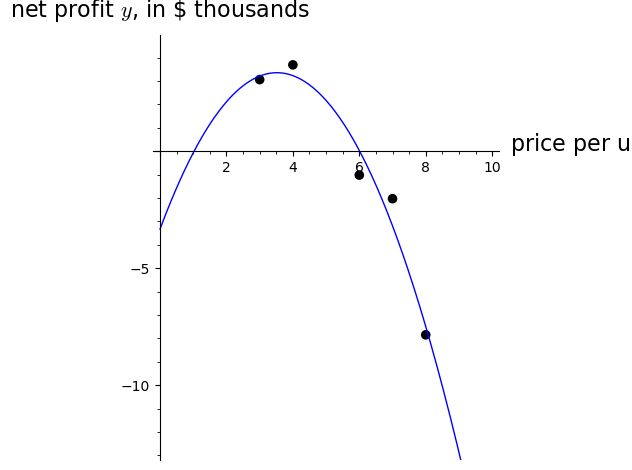 net profit y, in $ thousands
price per u
2 4 6 8 10
−5
−10